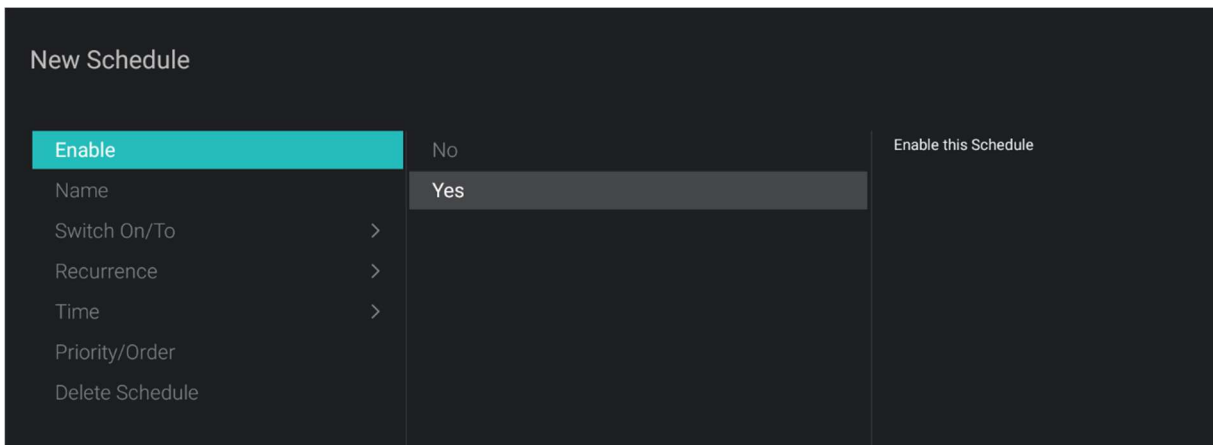 New Schedule
Enable
Name
Switch On/To
Recurrence
Time
Priority/Order
Delete Schedule
No
Yes
Enable this Schedule